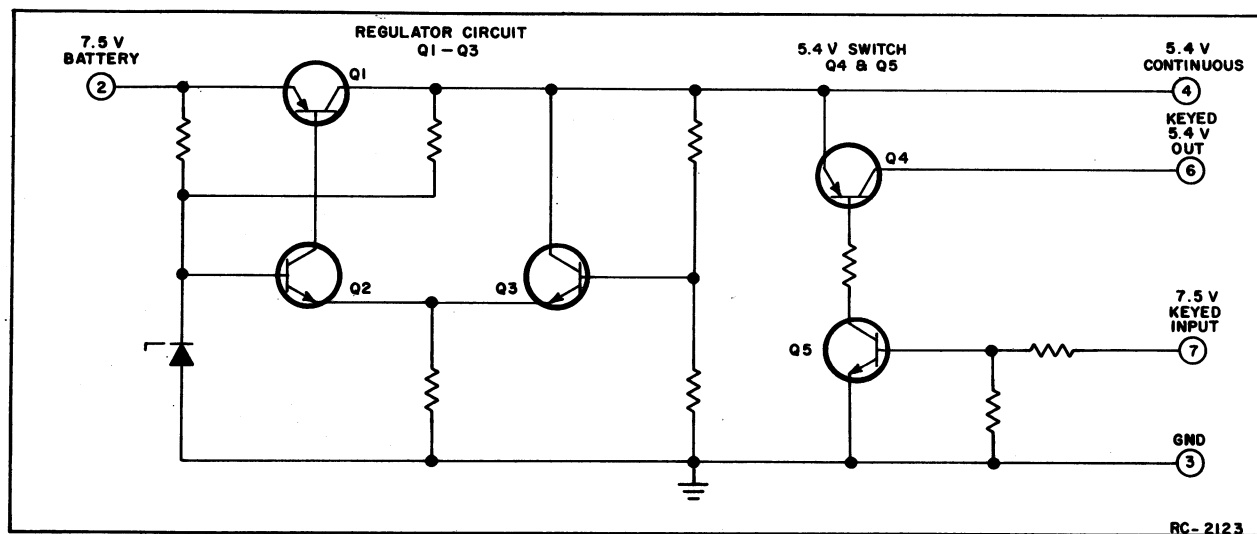 7.5 V
BATTERY
2
REGULATOR CIRCUIT
Q1 - Q3
Q1
5.4 V SWITCH
Q4 & Q5
5.4 V
CONTINUOUS
4
KEYED
5.4 V
OUT
6
Q4
Q2
Q3
7.5 V
KEYED
INPUT
7
Q5
GND
3
RC-2123